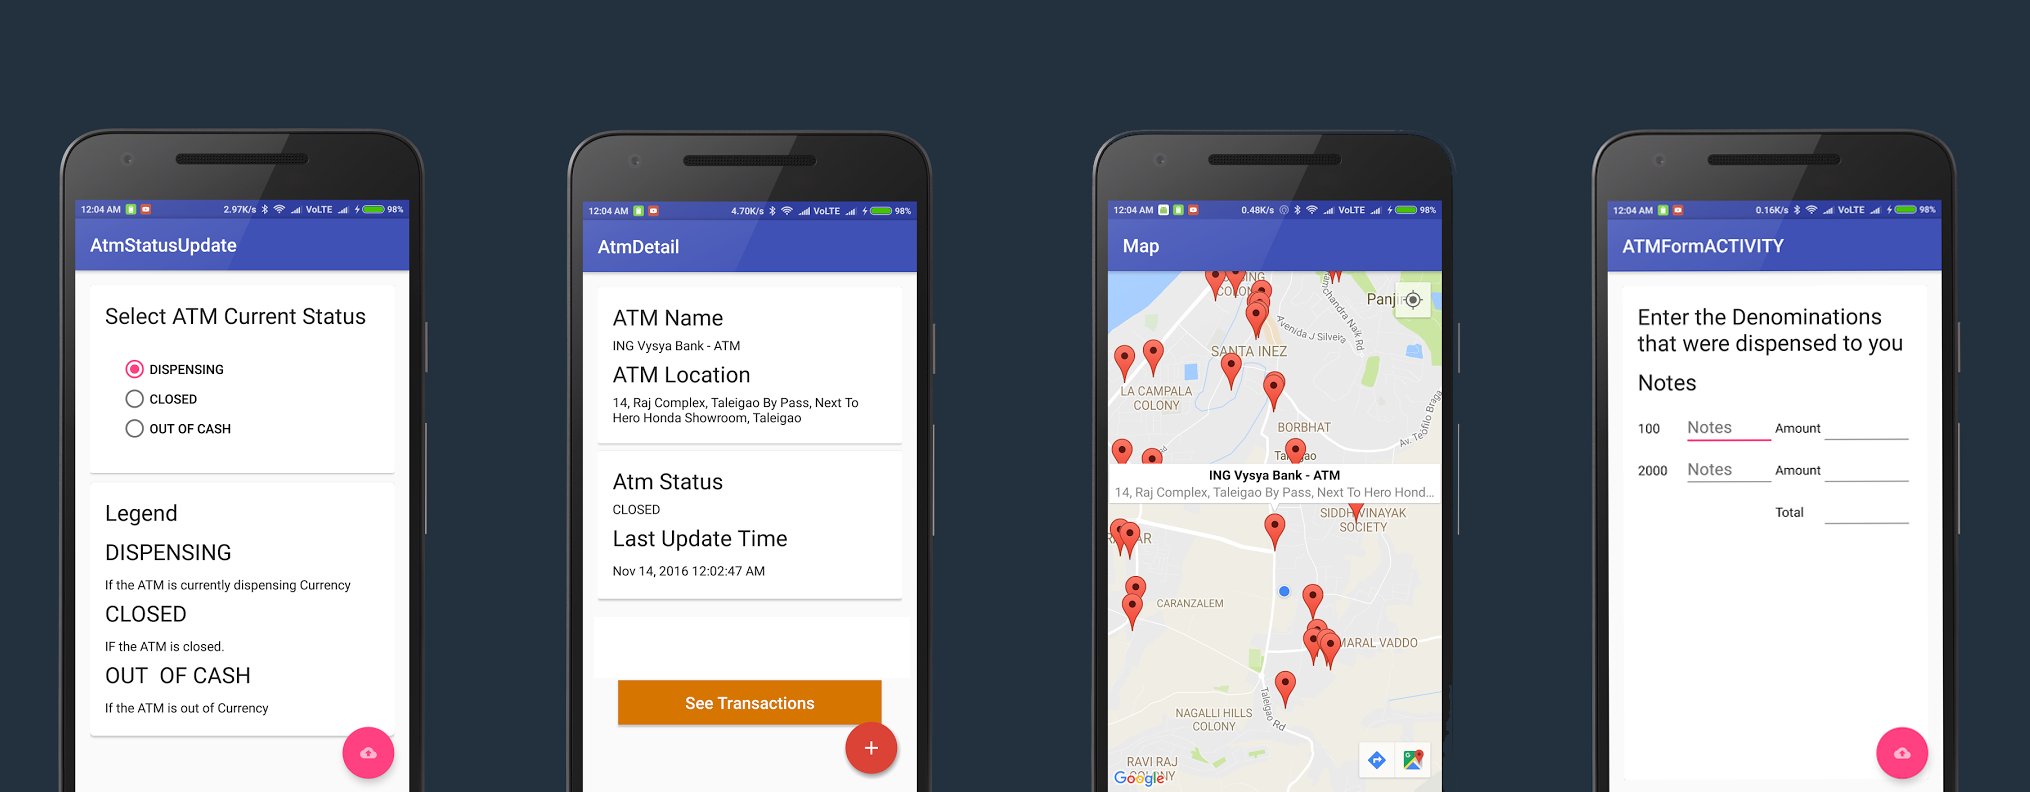 12:04 AM 2.97K/s VoLTE 98%
AtmStatusUpdate
Select ATM Current Status
DISPENSING
CLOSED
OUT OF CASH
Legend
DISPENSING
If the ATM is currently dispensing Currency
CLOSED
IF the ATM is closed.
OUT OF CASH
If the ATM is out of Currency
12:04 AM 4.70K/s VoLTE 98%
AtmDetail
ATM Name
ING Vysya Bank - ATM
ATM Location
14, Raj Complex, Taleigao By Pass, Next To
Hero Honda Showroom, Taleigao
Atm Status
CLOSED
Last Update Time
Nov 14, 2016 12:02:47 AM
See Transactions
+
12:04 AM 0.48K/s VoLTE 98%
Map
ING
COLON
Panji
chandra Naik Rd
Avenida J Silveira
SANTA INEZ
LA CAMPALA
COLONY
Av. Teofilo Braga
BORBHAT
ING Vysya Bank - ATM
14, Raj Complex, Taleigao By Pass, Next To Hero Hond...
SIDDHIVINAYAK
SOCIETY
CARANZALEM
MARAL VADDO
Taleigao Rd
NAGALLI HILLS
COLONY
RAVI RAJ
COLONY
Google
12:04 AM 0.16K/s VoLTE 98%
ATMFormACTIVITY
Enter the Denominations
that were dispensed to you
Notes
100 Notes Amount
2000 Notes Amount
Total